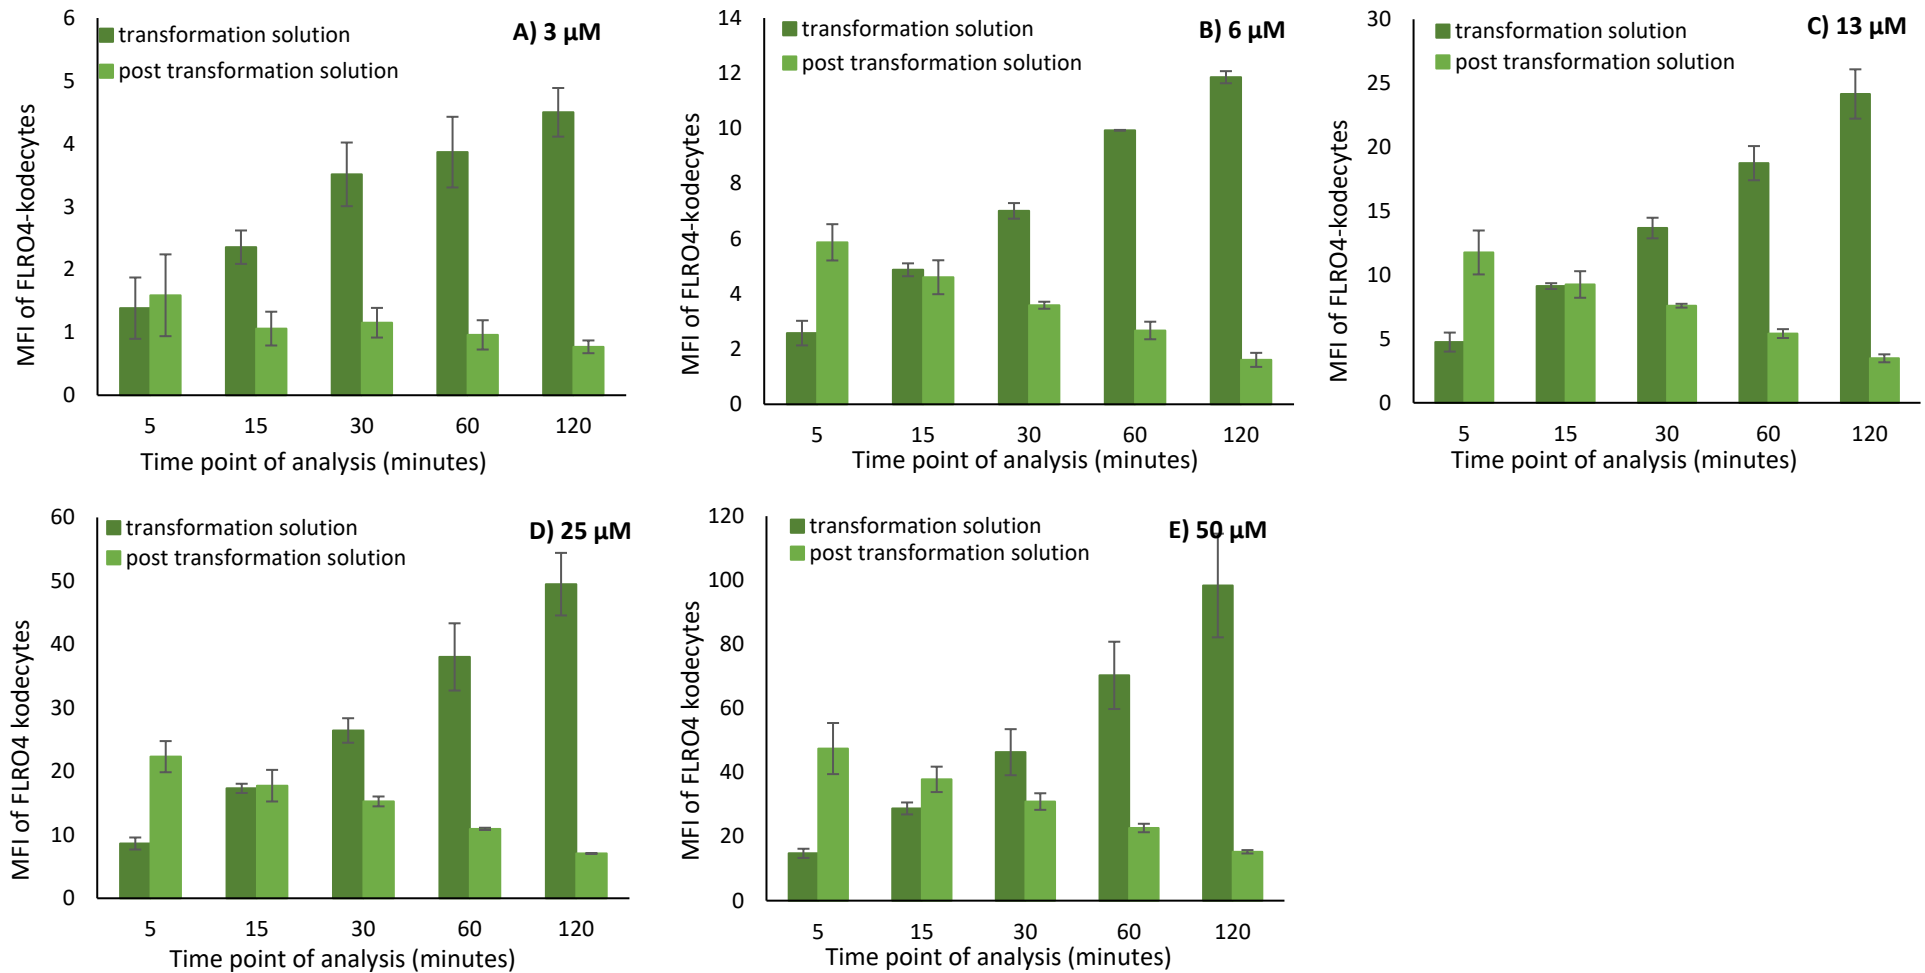 A) 3 µM
transformation solution
post transformation solution
MFI of FLRO4-kodecytes
6
5
4
3
2
1
0
5 15 30 60 120
Time point of analysis (minutes)
B) 6 µM
transformation solution
post transformation solution
MFI of FLRO4-kodecytes
14
12
10
8
6
4
2
0
5 15 30 60 120
Time point of analysis (minutes)
C) 13 µM
transformation solution
post transformation solution
MFI of FLRO4-kodecytes
30
25
20
15
10
5
0
5 15 30 60 120
Time point of analysis (minutes)
D) 25 µM
transformation solution
post transformation solution
MFI of FLRO4 kodecytes
60
50
40
30
20
10
0
5 15 30 60 120
Time point of analysis (minutes)
E) 50 µM
transformation solution
post transformation solution
MFI of FLRO4 kodecytes
120
100
80
60
40
20
0
5 15 30 60 120
Time point of analysis (minutes)